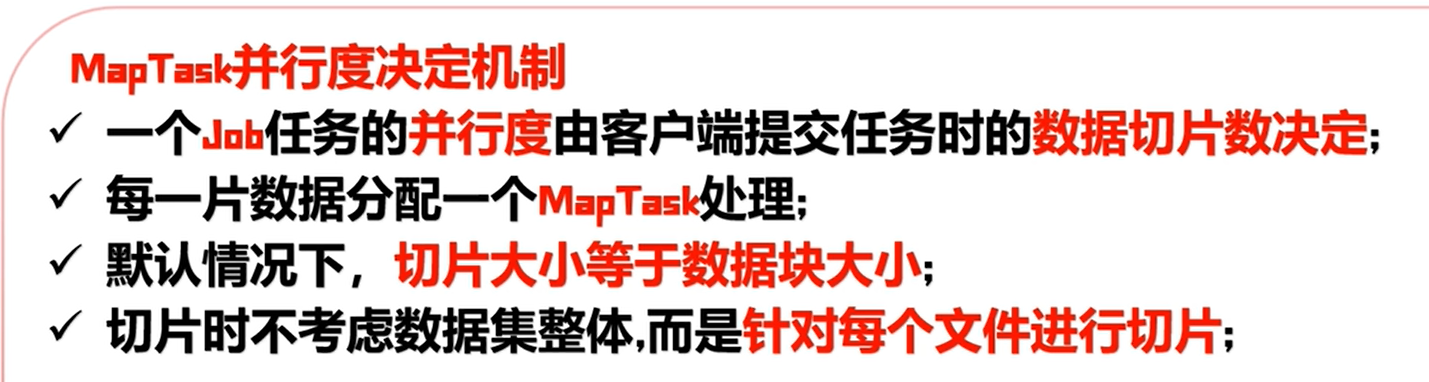 MapTask并行度决定机制
✓ 一个Job任务的并行度由客户端提交任务时的数据切片数决定;
✓ 每一片数据分配一个MapTask处理;
✓ 默认情况下，切片大小等于数据块大小;
✓ 切片时不考虑数据集整体,而是针对每个文件进行切片;